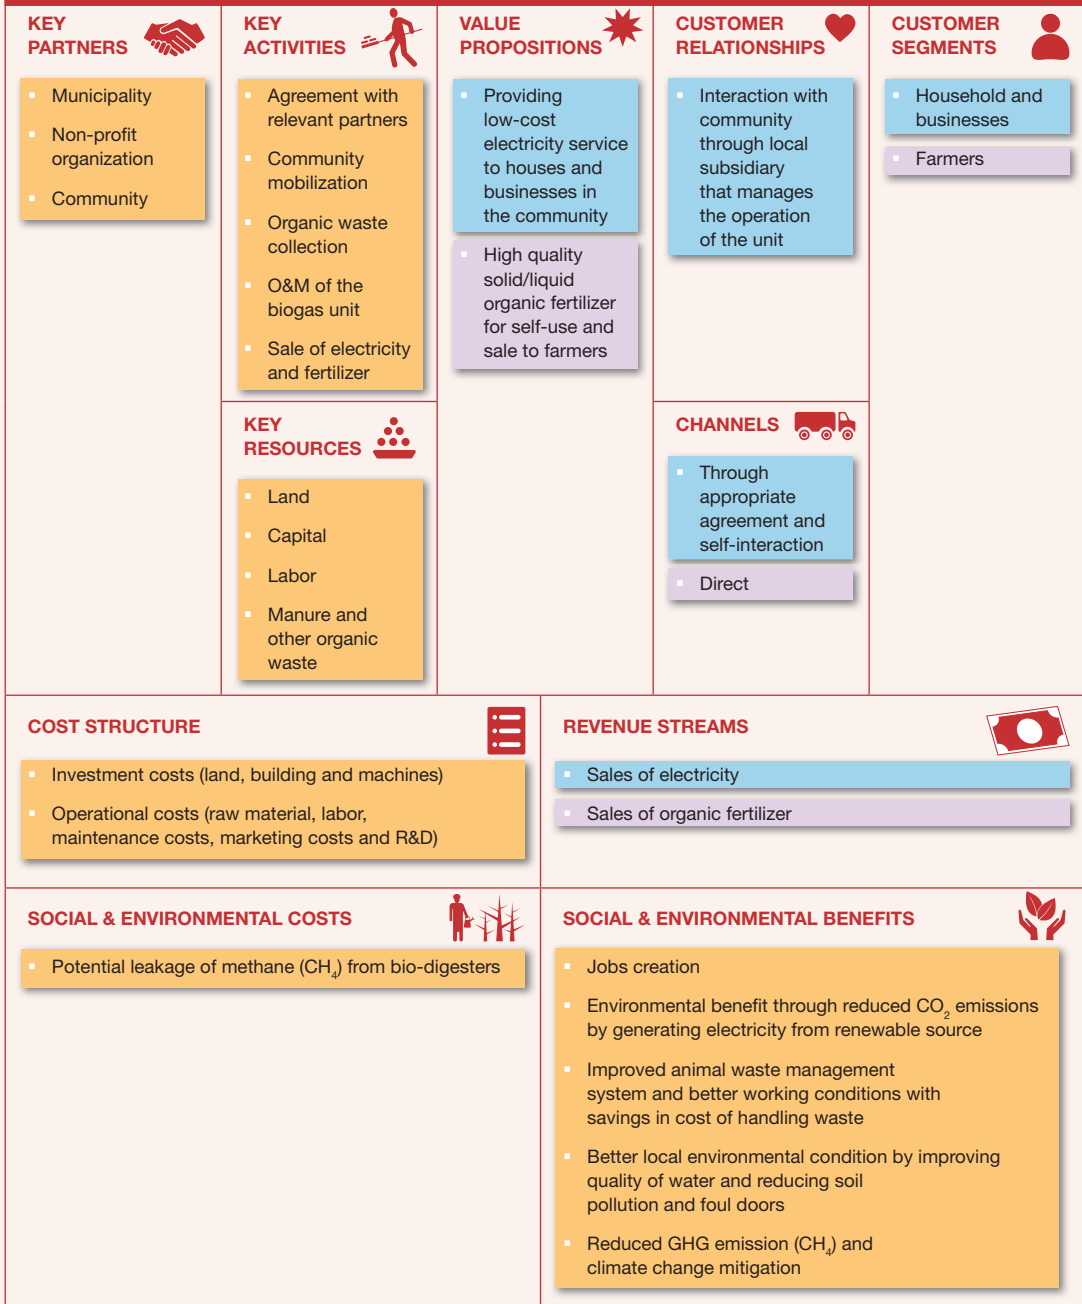 KEY
PARTNERS
▪ Municipality
▪ Non-profit
organization
▪ Community
KEY
ACTIVITIES
▪ Agreement with
relevant partners
▪ Community
mobilization
▪ Organic waste
collection
▪ O&M of the
biogas unit
▪ Sale of electricity
and fertilizer
KEY
RESOURCES
▪ Land
▪ Capital
▪ Labor
▪ Manure and
other organic
waste
VALUE
PROPOSITIONS
▪ Providing
low-cost
electricity service
to houses and
businesses in
the community
▪ High quality
solid/liquid
organic fertilizer
for self-use and
sale to farmers
CUSTOMER
RELATIONSHIPS
▪ Interaction with
community
through local
subsidiary
that manages
the operation
of the unit
CHANNELS
▪ Through
appropriate
agreement and
self-interaction
▪ Direct
CUSTOMER
SEGMENTS
▪ Household and
businesses
▪ Farmers
COST STRUCTURE
▪ Investment costs (land, building and machines)
▪ Operational costs (raw material, labor,
maintenance costs, marketing costs and R&D)
REVENUE STREAMS
▪ Sales of electricity
▪ Sales of organic fertilizer
SOCIAL & ENVIRONMENTAL COSTS
▪ Potential leakage of methane (CH₄) from bio-digesters
SOCIAL & ENVIRONMENTAL BENEFITS
▪ Jobs creation
▪ Environmental benefit through reduced CO₂ emissions
by generating electricity from renewable source
▪ Improved animal waste management
system and better working conditions with
savings in cost of handling waste
▪ Better local environmental condition by improving
quality of water and reducing soil
pollution and foul doors
▪ Reduced GHG emission (CH₄) and
climate change mitigation